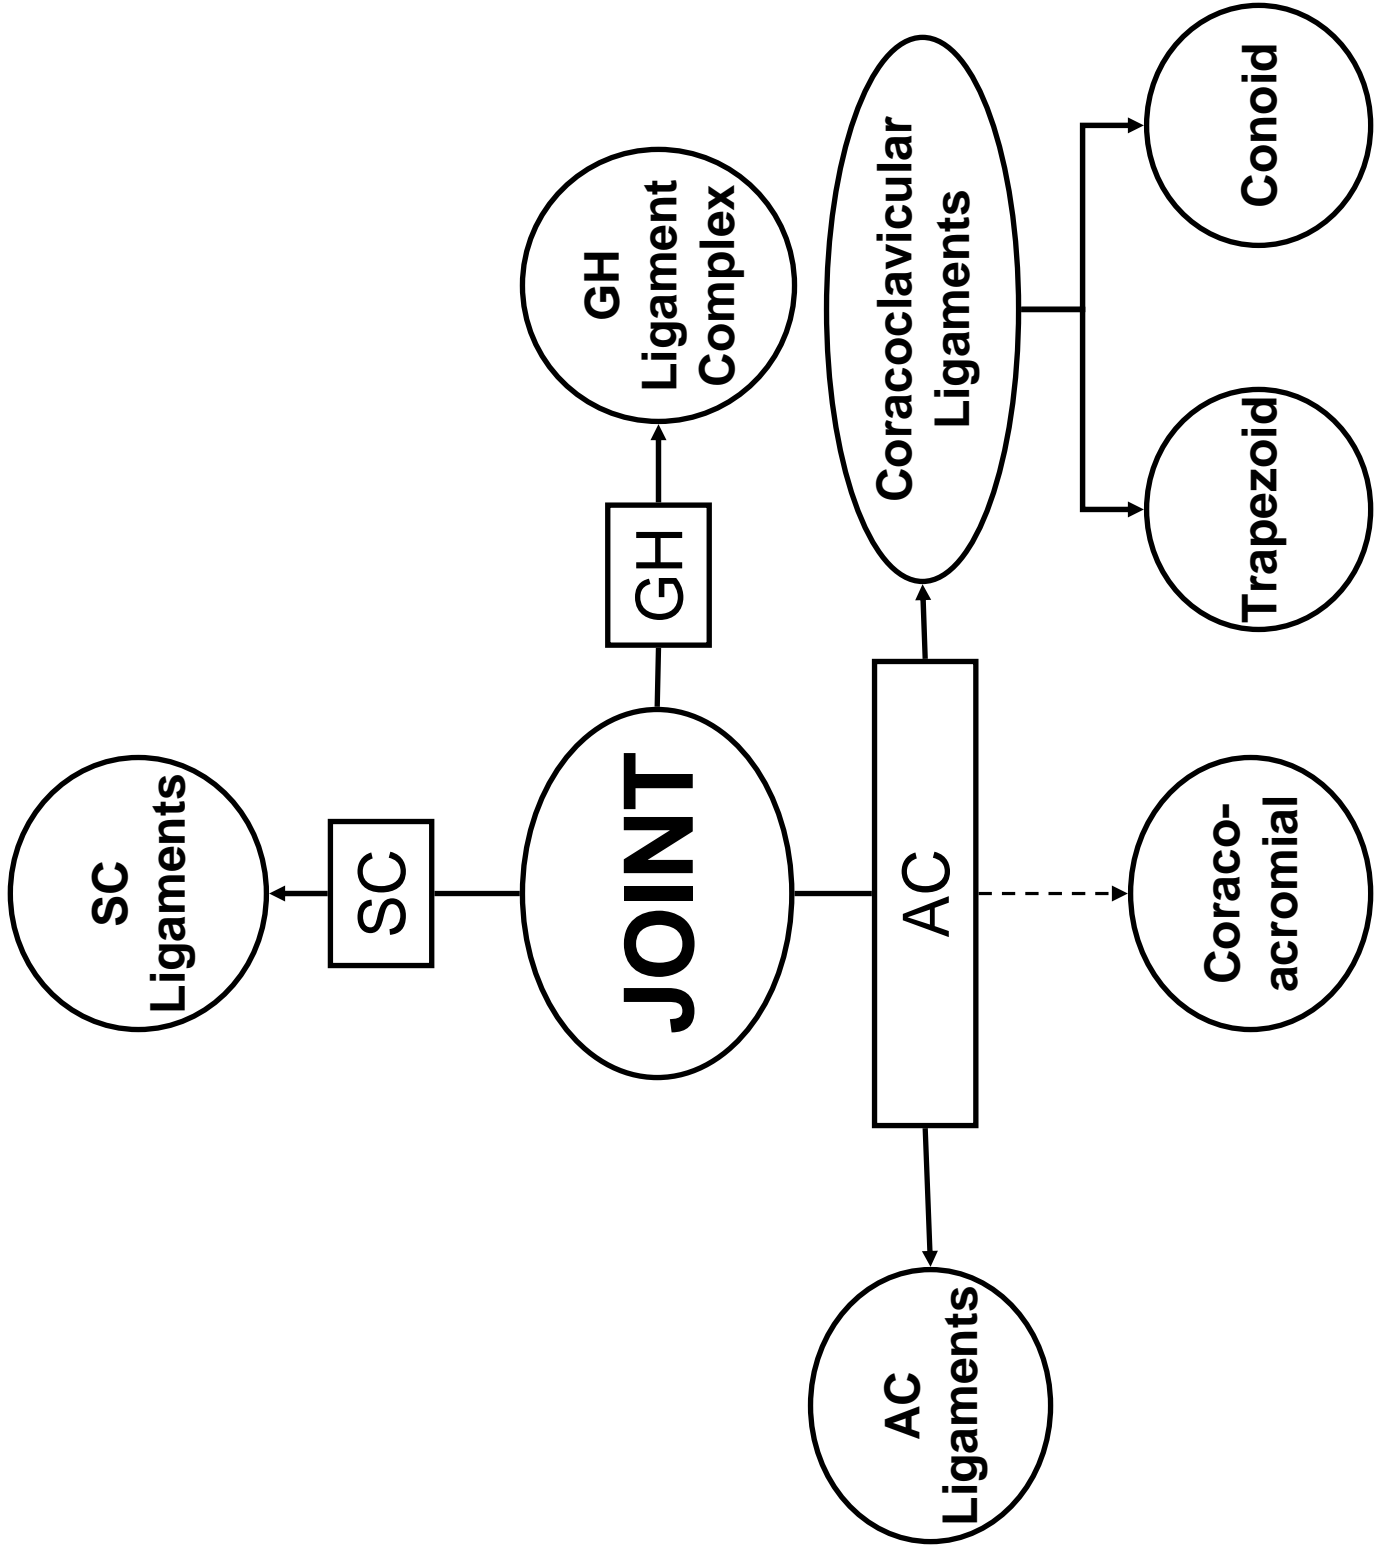 SC
Ligaments
SC
JOINT
GH
GH
Ligament
Complex
AC
AC
Ligaments
Coracoclavicular
Ligaments
Coraco-
acromial
Trapezoid
Conoid